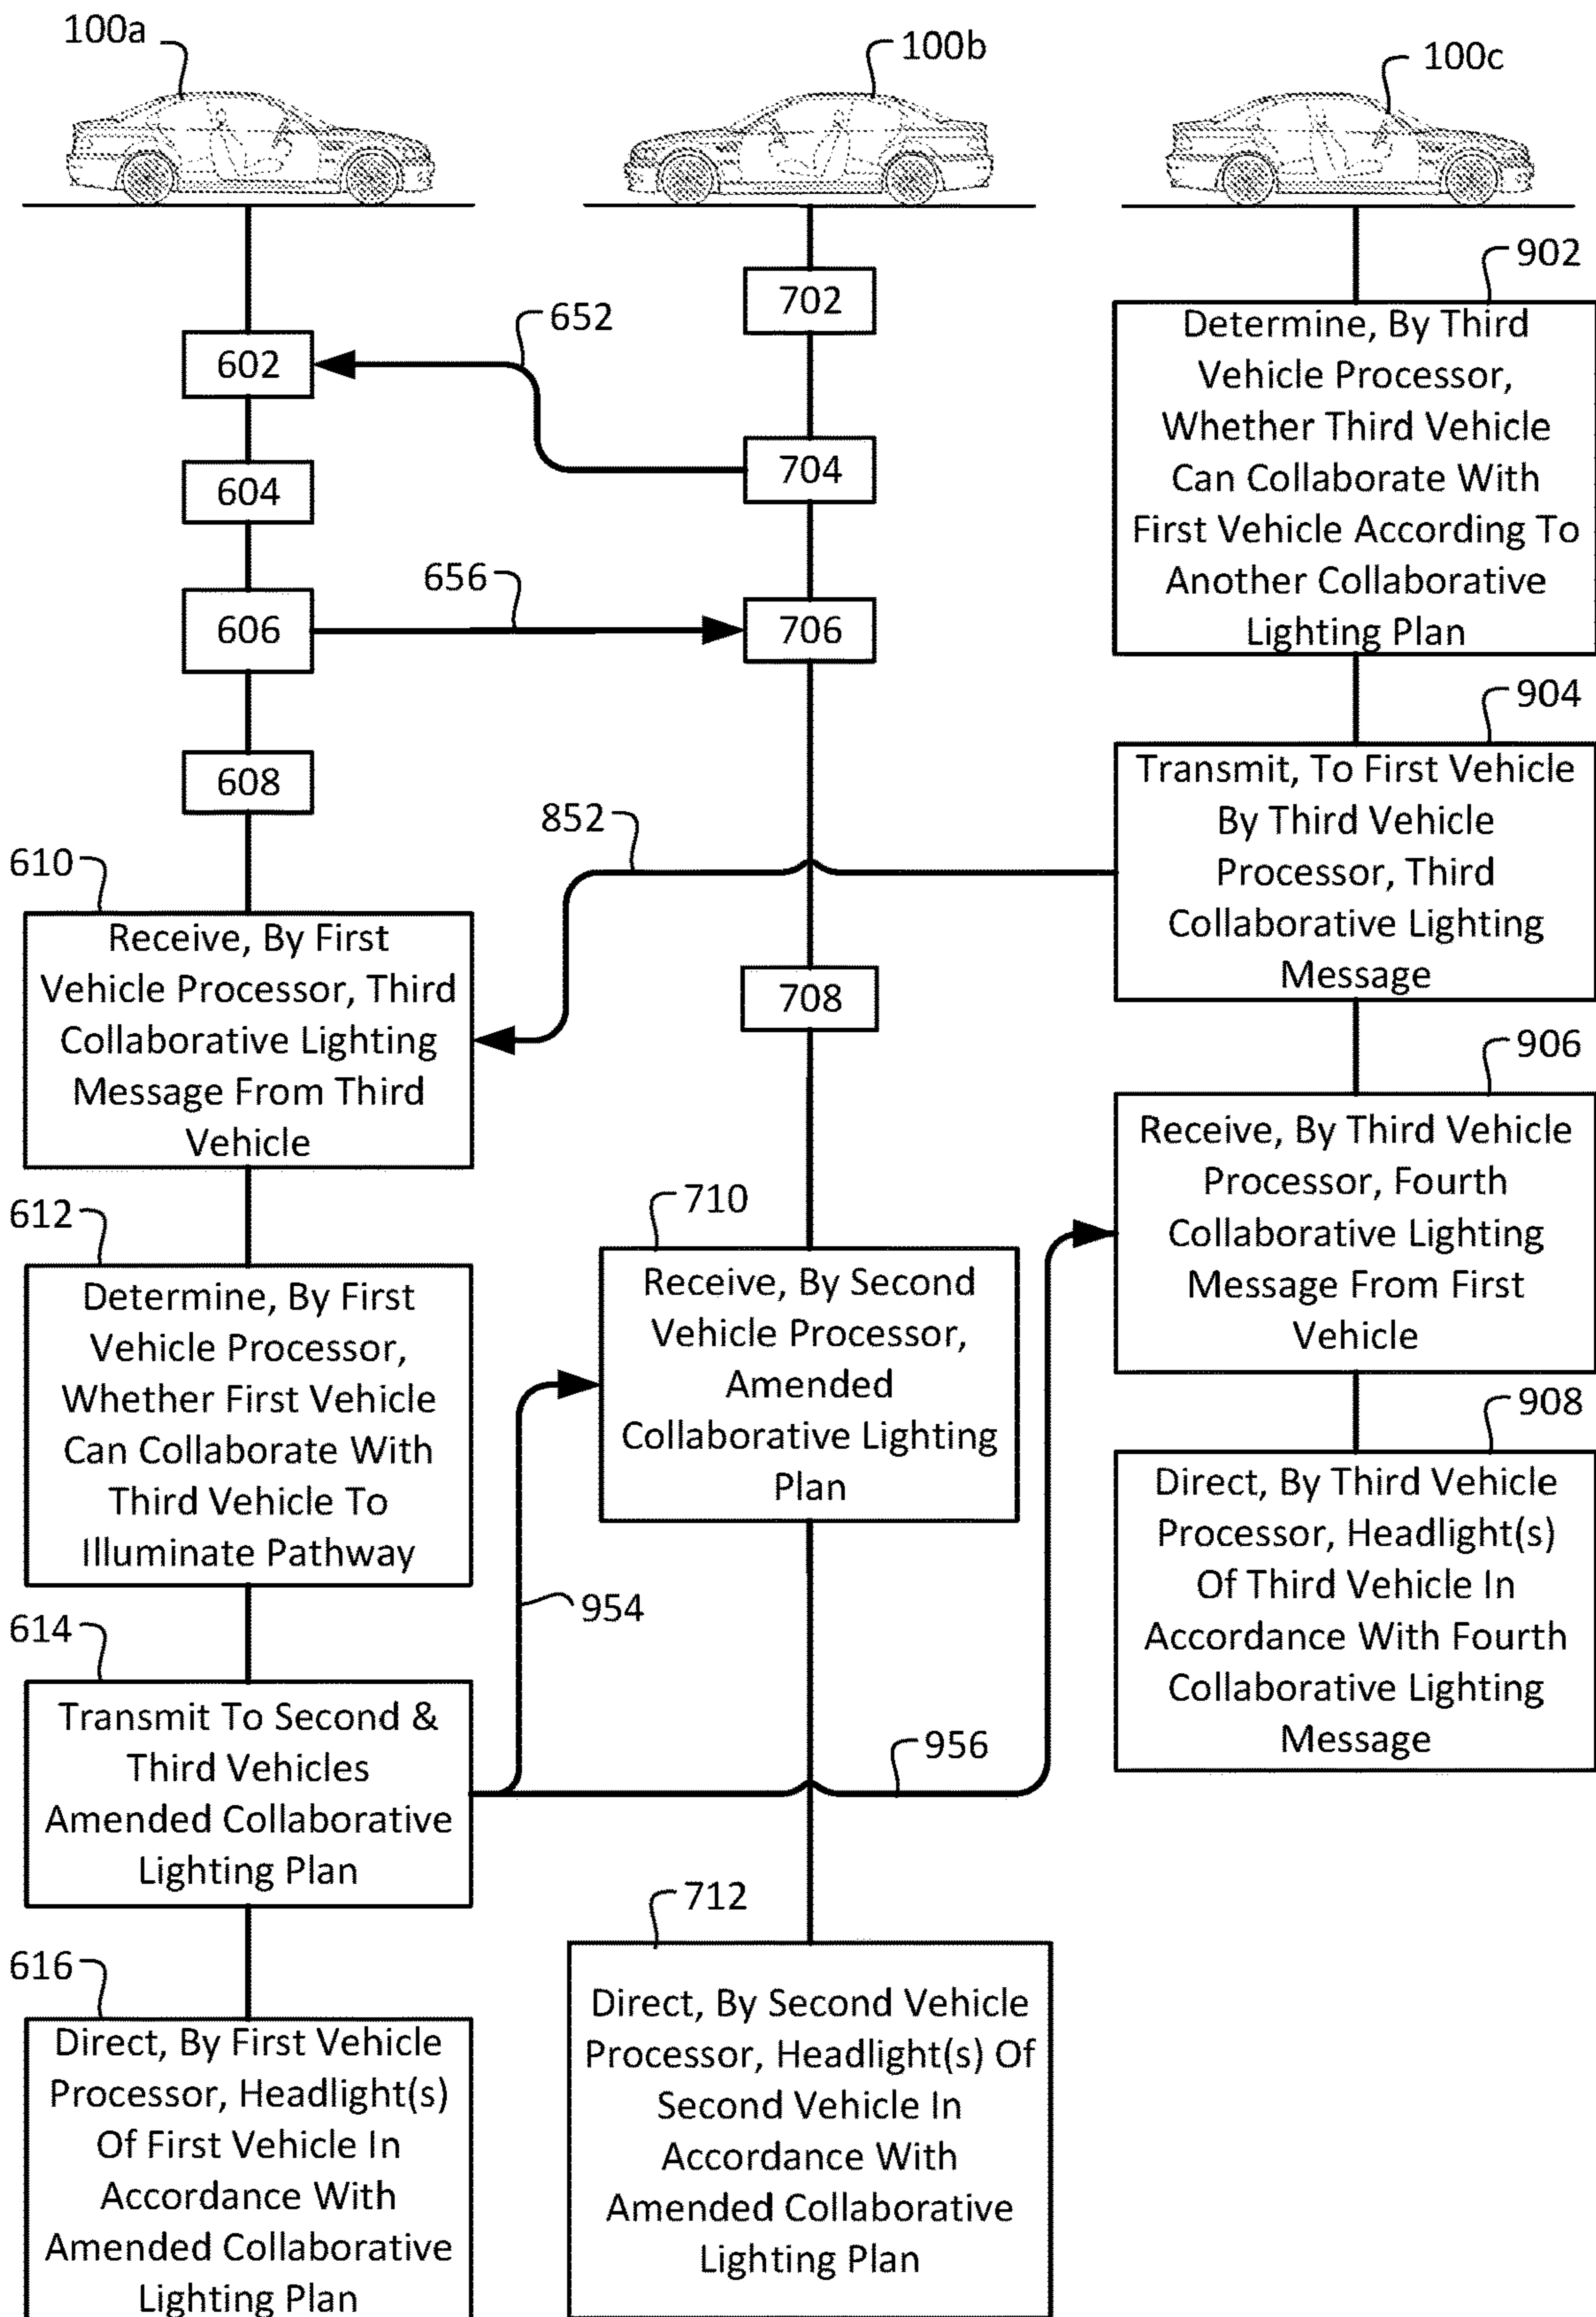 100a
100b
100c
602
604
606
608
652
656
702
704
706
852
708
610
Receive, By First
Vehicle Processor, Third
Collaborative Lighting
Message From Third
Vehicle
612
Determine, By First
Vehicle Processor,
Whether First Vehicle
Can Collaborate With
Third Vehicle To
Illuminate Pathway
614
Transmit To Second &
Third Vehicles
Amended Collaborative
Lighting Plan
616
Direct, By First Vehicle
Processor, Headlight(s)
Of First Vehicle In
Accordance With
Amended Collaborative
Lighting Plan
710
Receive, By Second
Vehicle Processor,
Amended
Collaborative Lighting
Plan
954
956
712
Direct, By Second Vehicle
Processor, Headlight(s) Of
Second Vehicle In
Accordance With
Amended Collaborative
Lighting Plan
902
Determine, By Third
Vehicle Processor,
Whether Third Vehicle
Can Collaborate With
First Vehicle According To
Another Collaborative
Lighting Plan
904
Transmit, To First Vehicle
By Third Vehicle
Processor, Third
Collaborative Lighting
Message
906
Receive, By Third Vehicle
Processor, Fourth
Collaborative Lighting
Message From First
Vehicle
908
Direct, By Third Vehicle
Processor, Headlight(s)
Of Third Vehicle In
Accordance With Fourth
Collaborative Lighting
Message